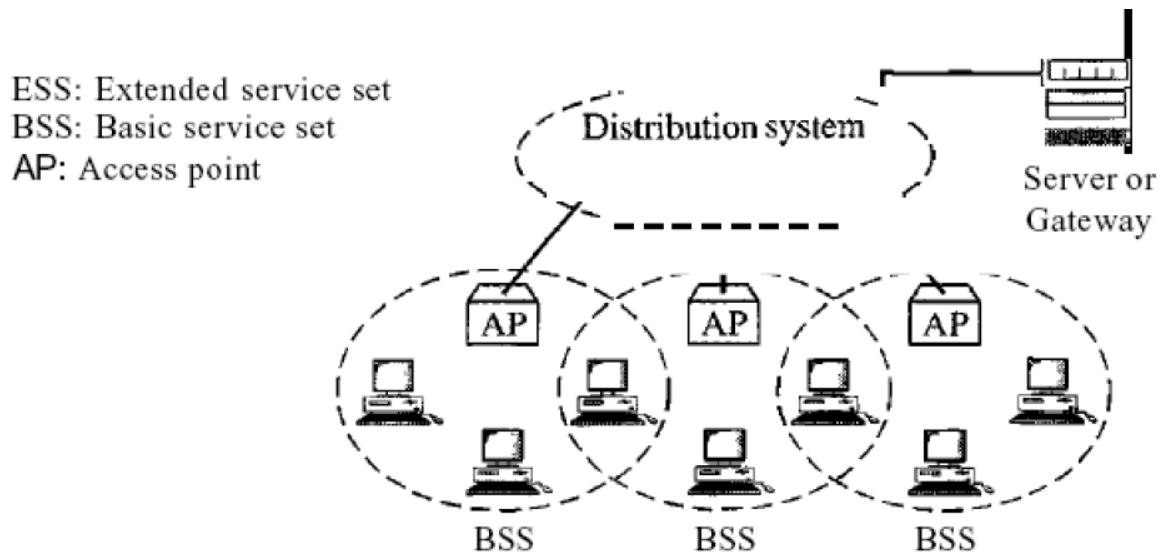 ESS: Extended service set
BSS: Basic service set
AP: Access point
Distribution system
Server or
Gateway
AP AP AP
BSS BSS BSS